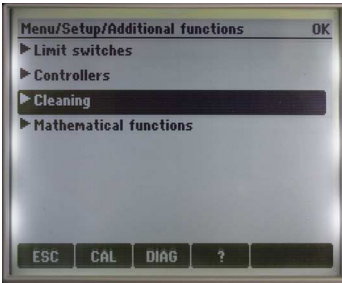 Menu/Setup/Additional functions OK
Limit switches
Controllers
Cleaning
Mathematical functions
ESC CAL DIAG ?